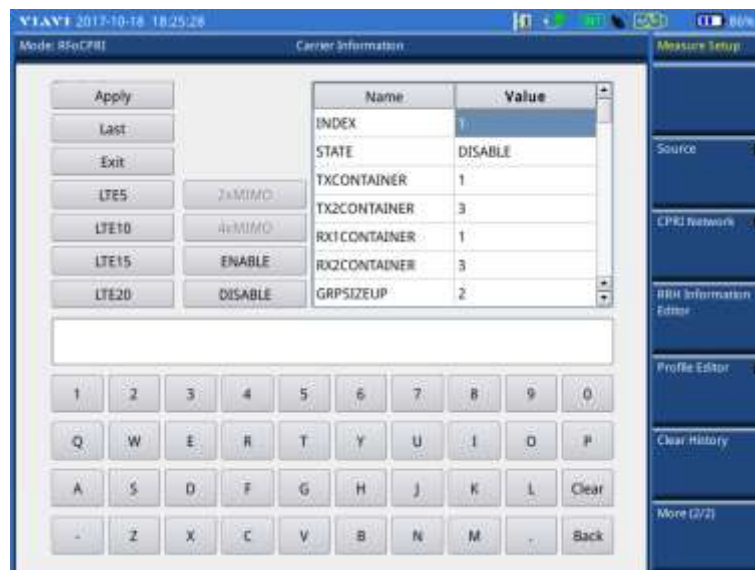 VIAVI 2017-10-18 18:25:28
86%
Mode: RFoCPRI
Carrier Information
Measure Setup
Apply
Last
Exit
LTE5
2xMIMO
LTE10
4xMIMO
LTE15
ENABLE
LTE20
DISABLE
Name Value
INDEX 1
STATE DISABLE
TXCONTAINER 1
TX2CONTAINER 3
RX1CONTAINER 1
RX2CONTAINER 3
GRPSIZEUP 2
Source
CPRI Network
RRH Information
Editor
Profile Editor
Clear History
More (2/2)
1 2 3 4 5 6 7 8 9 0
Q W E R T Y U I O P
A S D F G H J K L Clear
- Z X C V B N M . Back